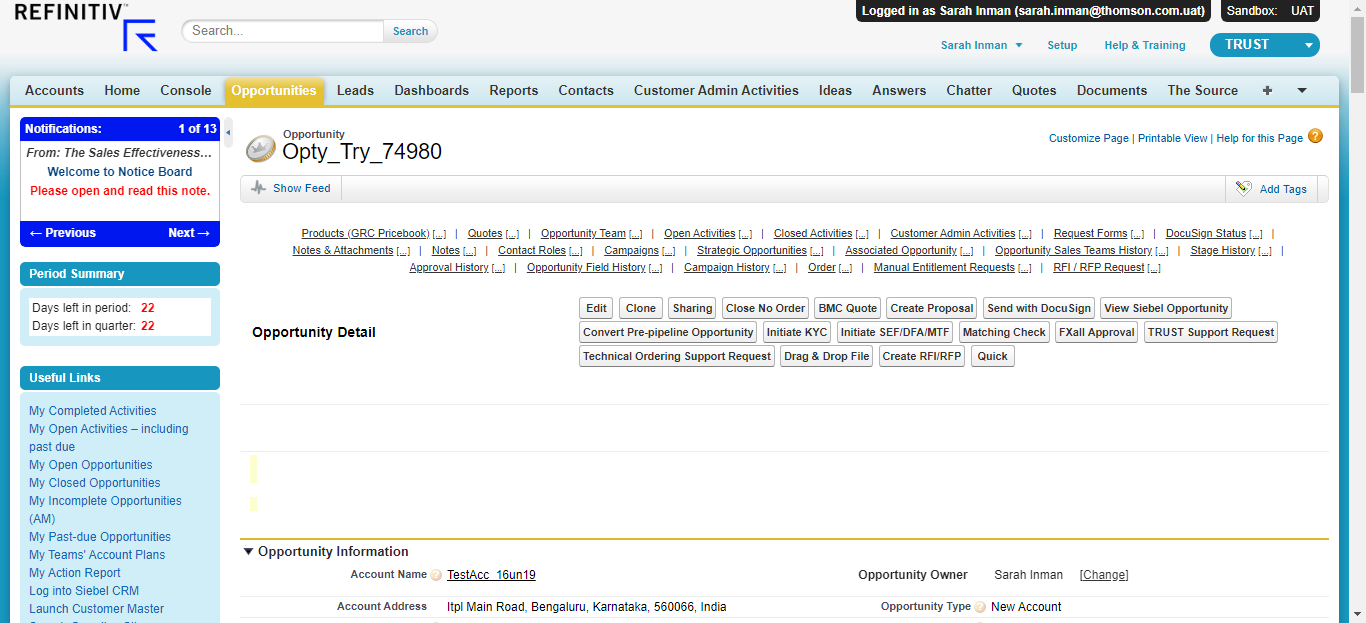 REFINITIV™
Logged in as Sarah Inman (sarah.inman@thomson.com.uat)
Sandbox: UAT
Search...
Search
Sarah Inman
Setup
Help & Training
TRUST
Accounts Home Console Opportunities Leads Dashboards Reports Contacts Customer Admin Activities Ideas Answers Chatter Quotes Documents The Source +
Notifications: 1 of 13
From: The Sales Effectiveness...
Welcome to Notice Board
Please open and read this note.
← Previous Next →
Period Summary
Days left in period: 22
Days left in quarter: 22
Useful Links
My Completed Activities
My Open Activities – including
past due
My Open Opportunities
My Closed Opportunities
My Incomplete Opportunities
(AM)
My Past-due Opportunities
My Teams' Account Plans
My Action Report
Log into Siebel CRM
Launch Customer Master
Opportunity
Opty_Try_74980
Customize Page | Printable View | Help for this Page ?
Show Feed
Add Tags
Products (GRC Pricebook) [...] | Quotes [...] | Opportunity Team [...] | Open Activities [...] | Closed Activities [...] | Customer Admin Activities [...] | Request Forms [...] | DocuSign Status [...] |
Notes & Attachments [...] | Notes [...] | Contact Roles [...] | Campaigns [...] | Strategic Opportunities [...] | Associated Opportunity [...] | Opportunity Sales Teams History [...] | Stage History [...] |
Approval History [...] | Opportunity Field History [...] | Campaign History [...] | Order [...] | Manual Entitlement Requests [...] | RFI / RFP Request [...]
Opportunity Detail
Edit Clone Sharing Close No Order BMC Quote Create Proposal Send with DocuSign View Siebel Opportunity
Convert Pre-pipeline Opportunity Initiate KYC Initiate SEF/DFA/MTF Matching Check FXall Approval TRUST Support Request
Technical Ordering Support Request Drag & Drop File Create RFI/RFP Quick
Opportunity Information
Account Name ? TestAcc_16un19
Opportunity Owner Sarah Inman [Change]
Account Address Itpl Main Road, Bengaluru, Karnataka, 560066, India
Opportunity Type ? New Account